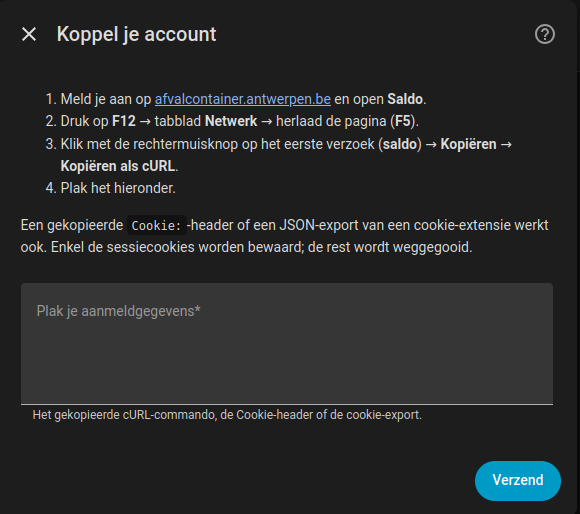 Koppel je account
1. Meld je aan op afvalcontainer.antwerpen.be en open Saldo.
2. Druk op F12 → tabblad Netwerk → herlaad de pagina (F5).
3. Klik met de rechtermuisknop op het eerste verzoek (saldo) → Kopiëren →
Kopiëren als cURL.
4. Plak het hieronder.
Een gekopieerde Cookie: -header of een JSON-export van een cookie-extensie werkt
ook. Enkel de sessiecookies worden bewaard; de rest wordt weggegooid.
Plak je aanmeldgegevens*
Het gekopieerde cURL-commando, de Cookie-header of de cookie-export.
Verzend